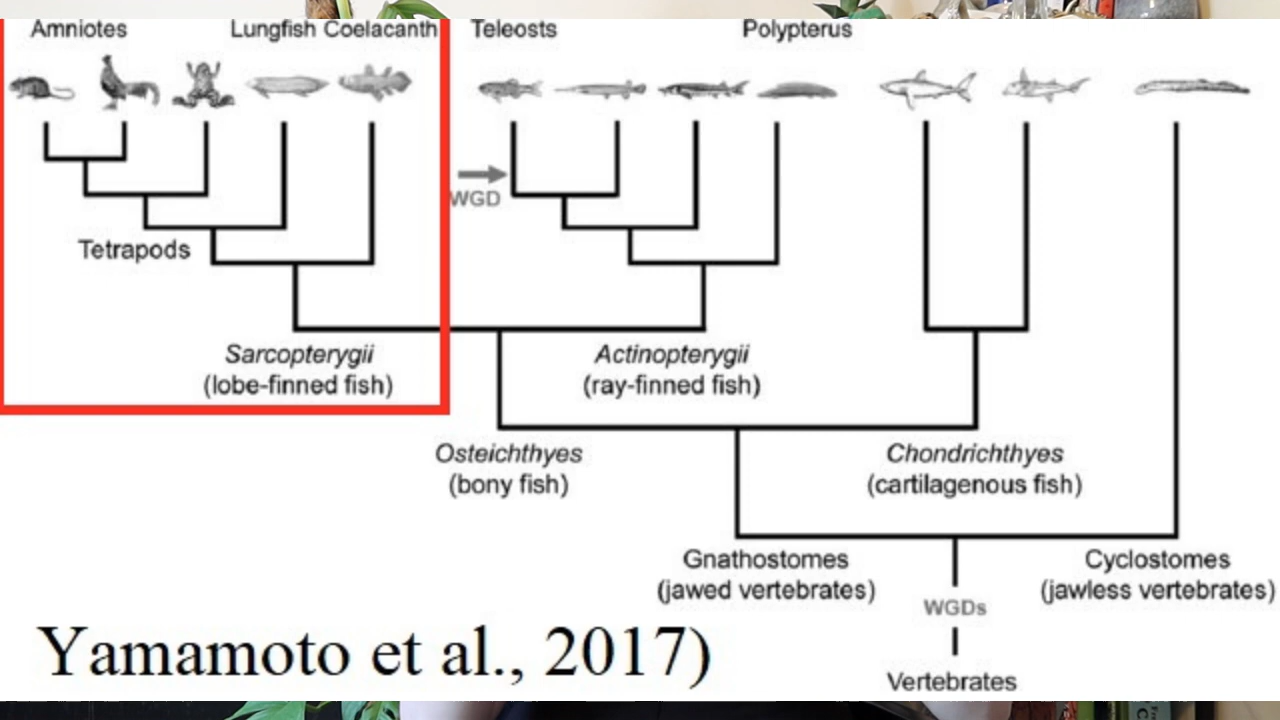 Amniotes Lungfish Coelacanth Teleosts Polypterus
WGD
Tetrapods
Sarcopterygii
(lobe-finned fish)
Actinopterygii
(ray-finned fish)
Osteichthyes
(bony fish)
Chondrichthyes
(cartilagenous fish)
Gnathostomes
(jawed vertebrates)
Cyclostomes
(jawless vertebrates)
WGDs
Vertebrates
Yamamoto et al., 2017)